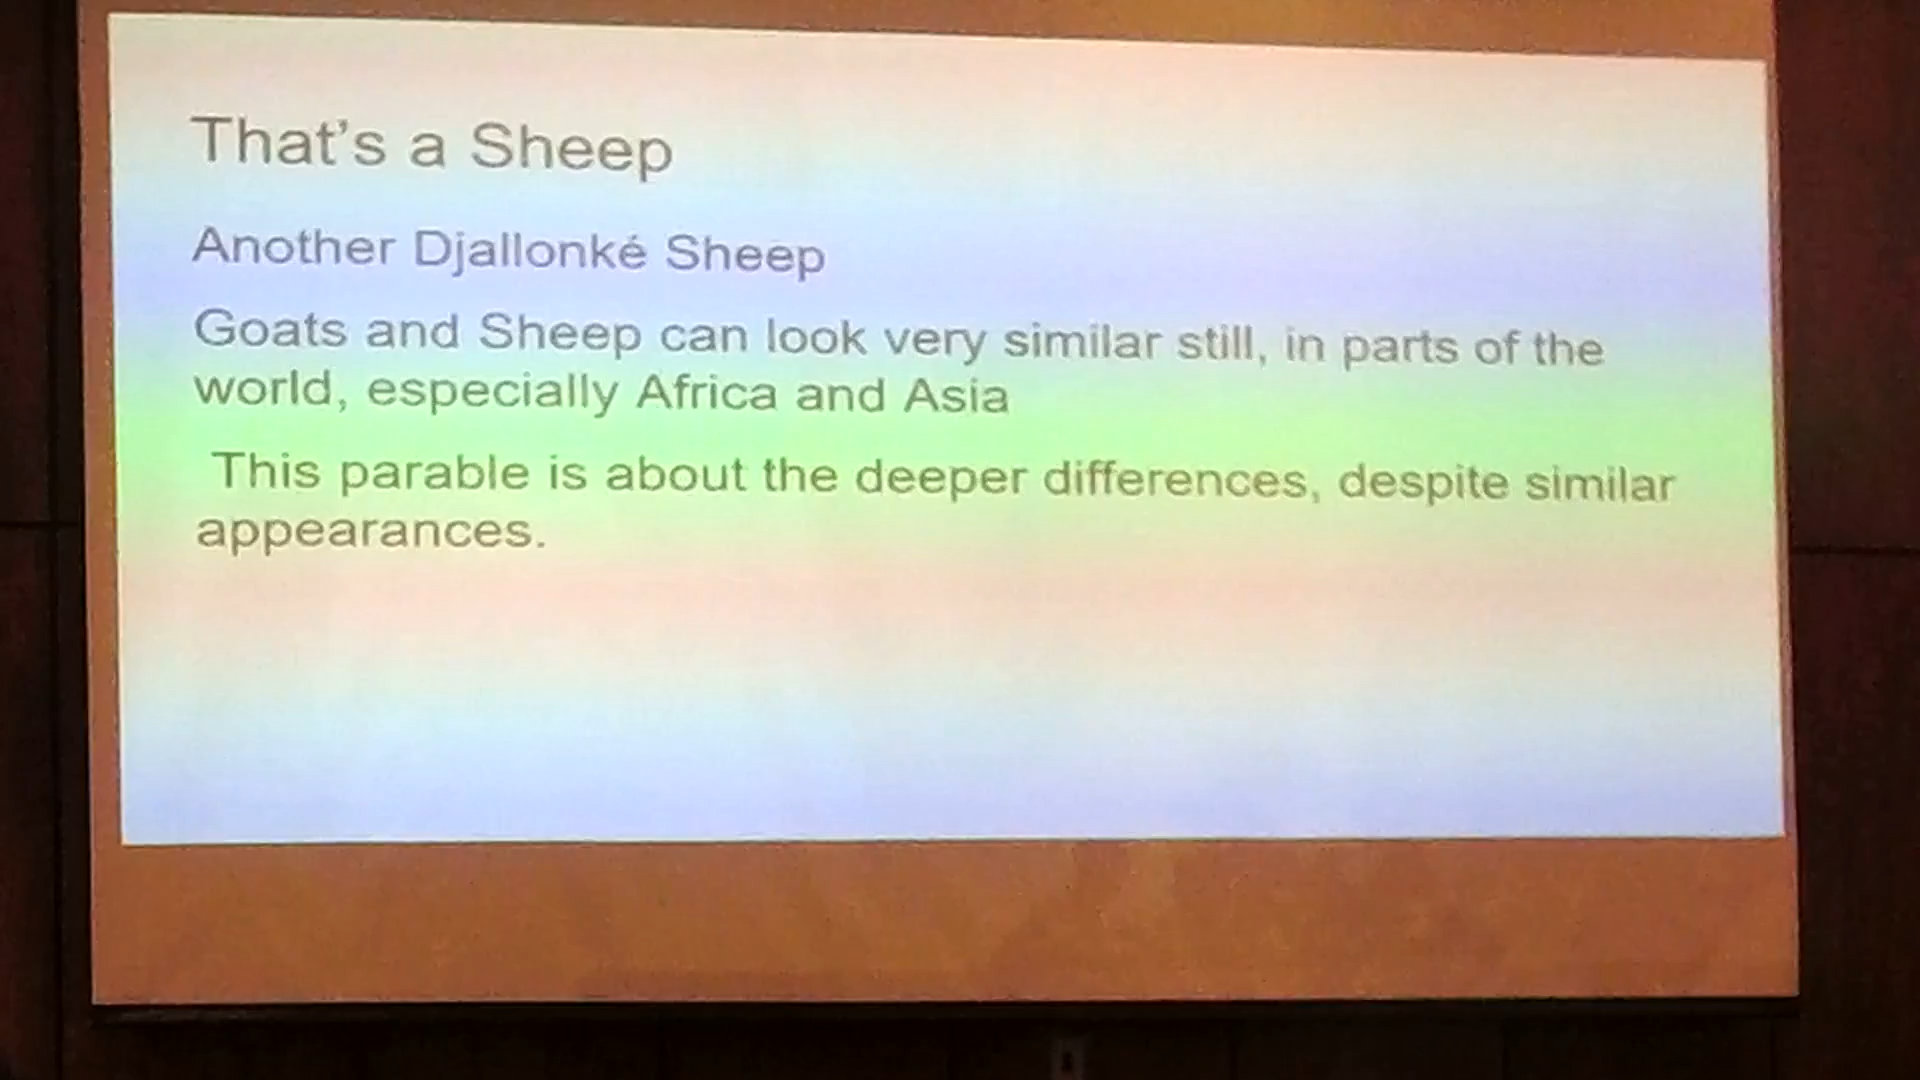 That's a Sheep
Another Djallonké Sheep
Goats and Sheep can look very similar still, in parts of the
world, especially Africa and Asia
This parable is about the deeper differences, despite similar
appearances.